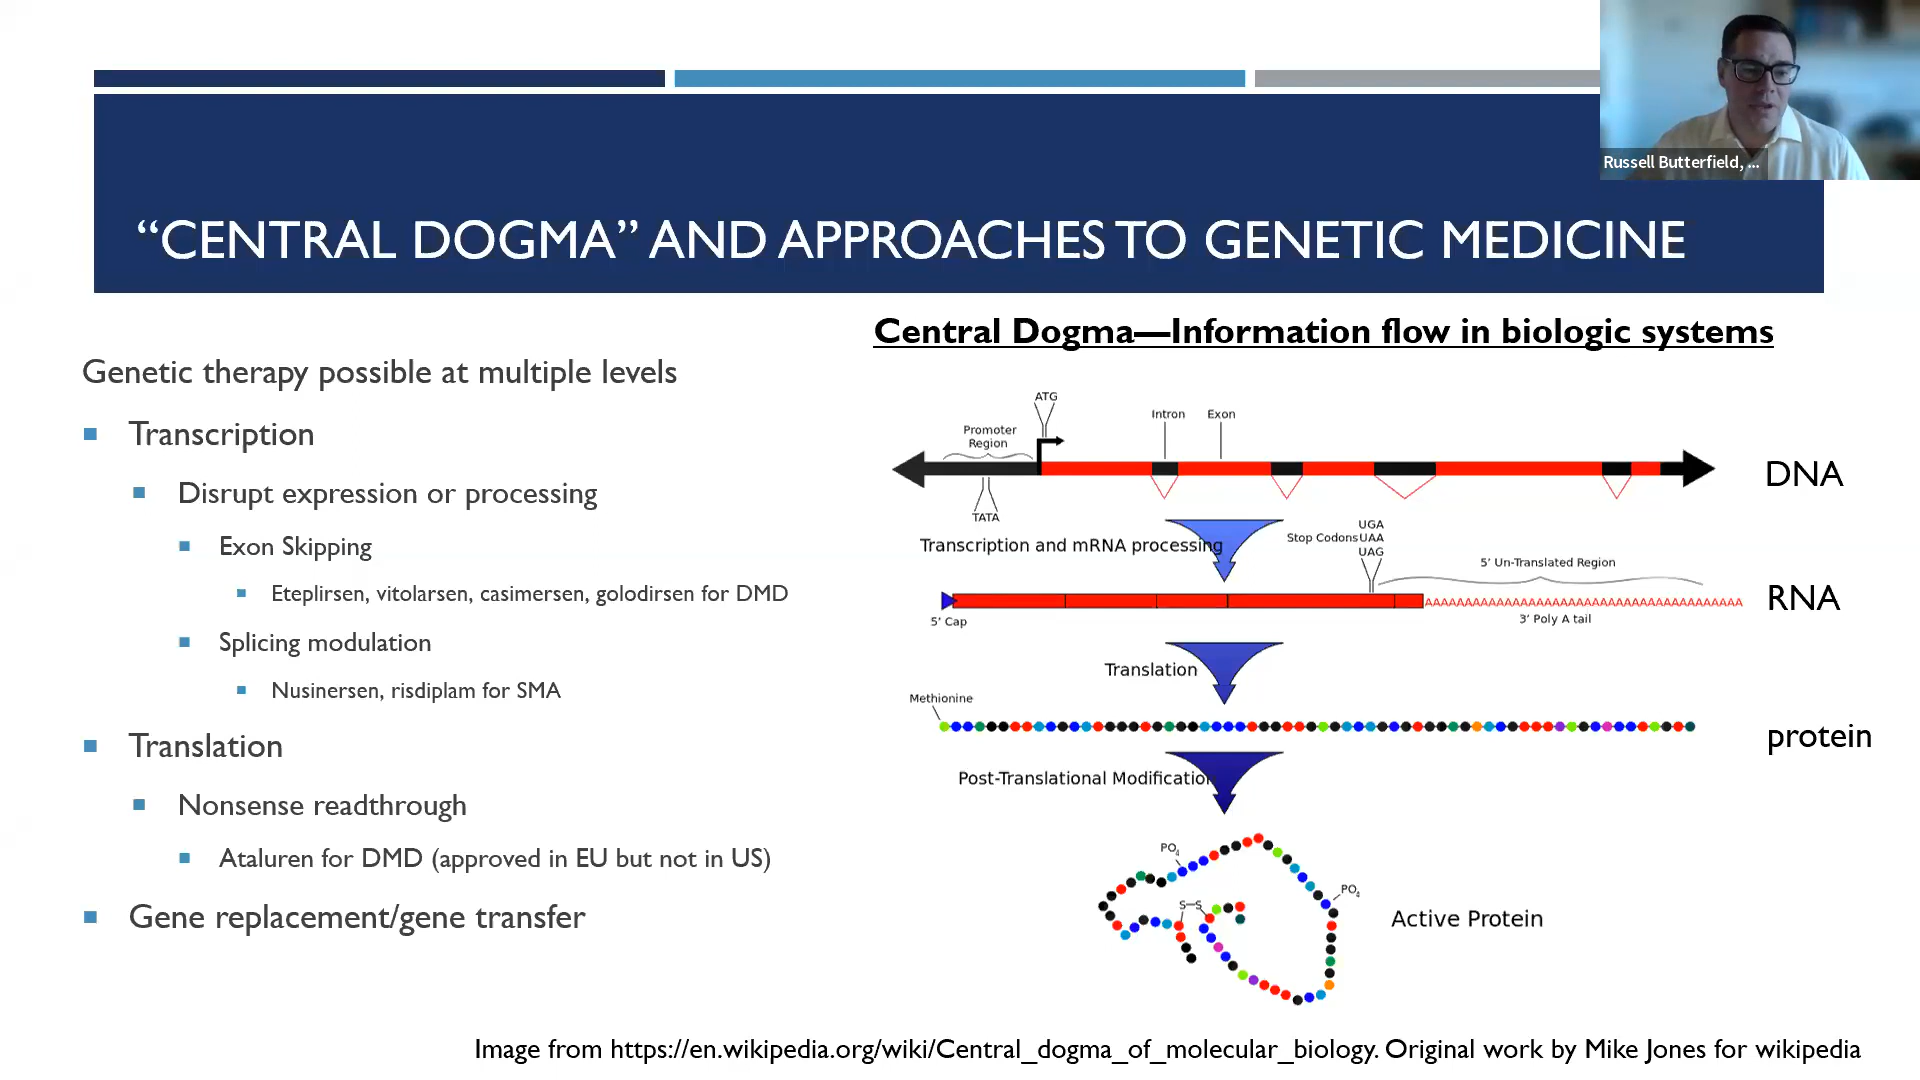 Russell Butterfield, ...
“CENTRAL DOGMA” AND APPROACHES TO GENETIC MEDICINE
Genetic therapy possible at multiple levels
Transcription
Disrupt expression or processing
Exon Skipping
Eteplirsen, vitolarsen, casimersen, golodirsen for DMD
Splicing modulation
Nusinersen, risdiplam for SMA
Translation
Nonsense readthrough
Ataluren for DMD (approved in EU but not in US)
Gene replacement/gene transfer
Central Dogma—Information flow in biologic systems
ATG
Promoter
Region
Intron
Exon
TATA
DNA
Transcription and mRNA processing
Stop Codons
UGA
UAA
UAG
5' Un-Translated Region
5' Cap
AAAAAAAAAAAAAAAAAAAAAAAAAAAAAAAAAAAAAAAA
3' Poly A tail
RNA
Translation
Methionine
protein
Post-Translational Modification
PO4
S-S
PO4
Active Protein
Image from https://en.wikipedia.org/wiki/Central_dogma_of_molecular_biology. Original work by Mike Jones for wikipedia